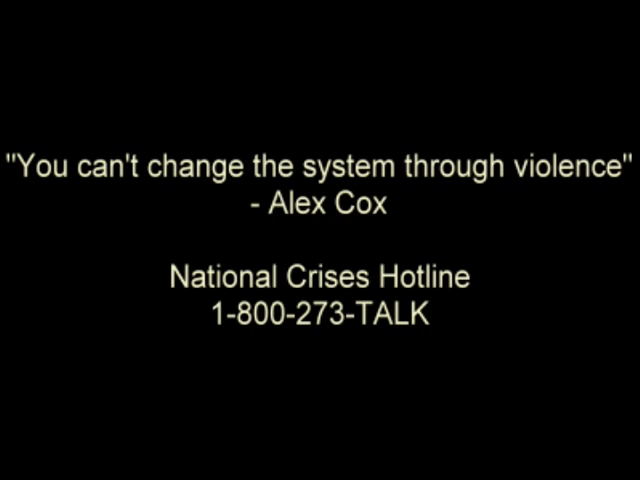 "You can't change the system through violence"
- Alex Cox
National Crises Hotline
1-800-273-TALK